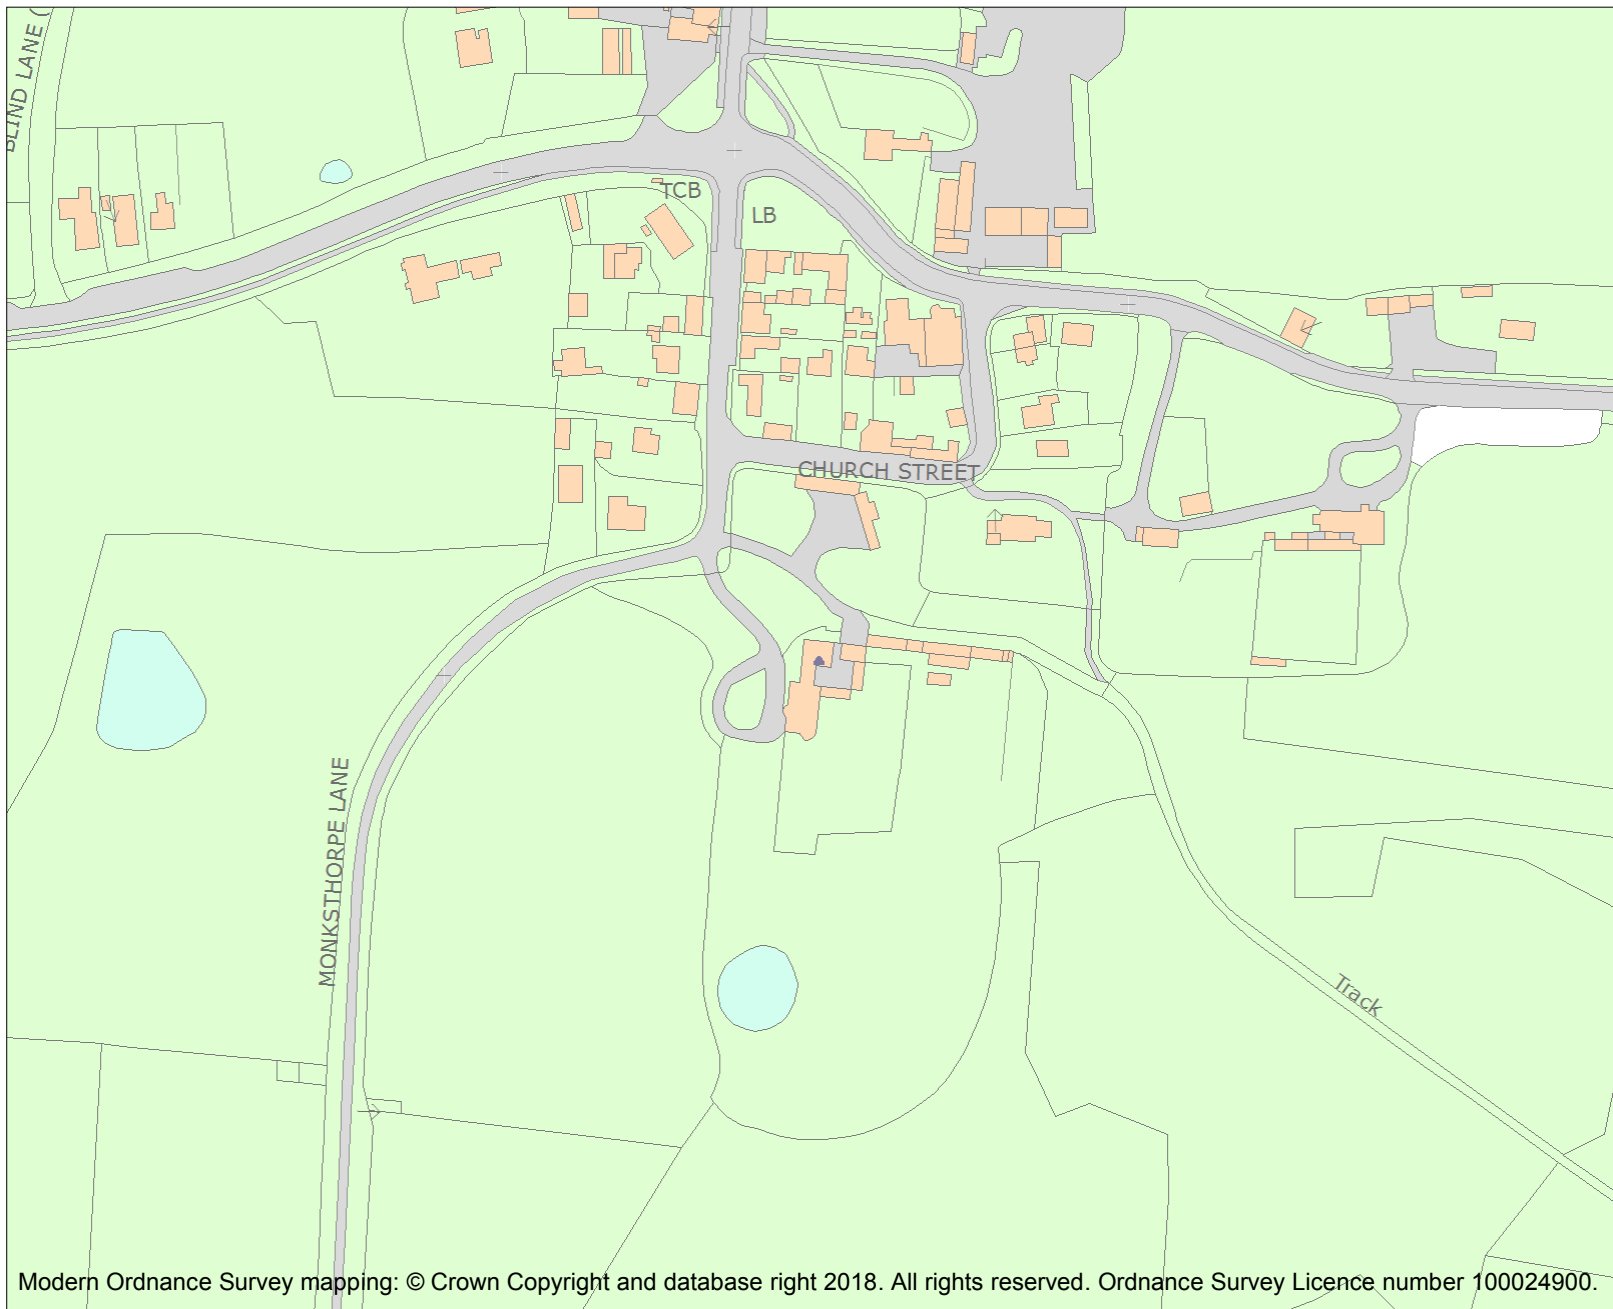 BLIND LANE (
TCB
LB
CHURCH STREET
MONKSTHORPE LANE
Track
Modern Ordnance Survey mapping: © Crown Copyright and database right 2018. All rights reserved. Ordnance Survey Licence number 100024900.